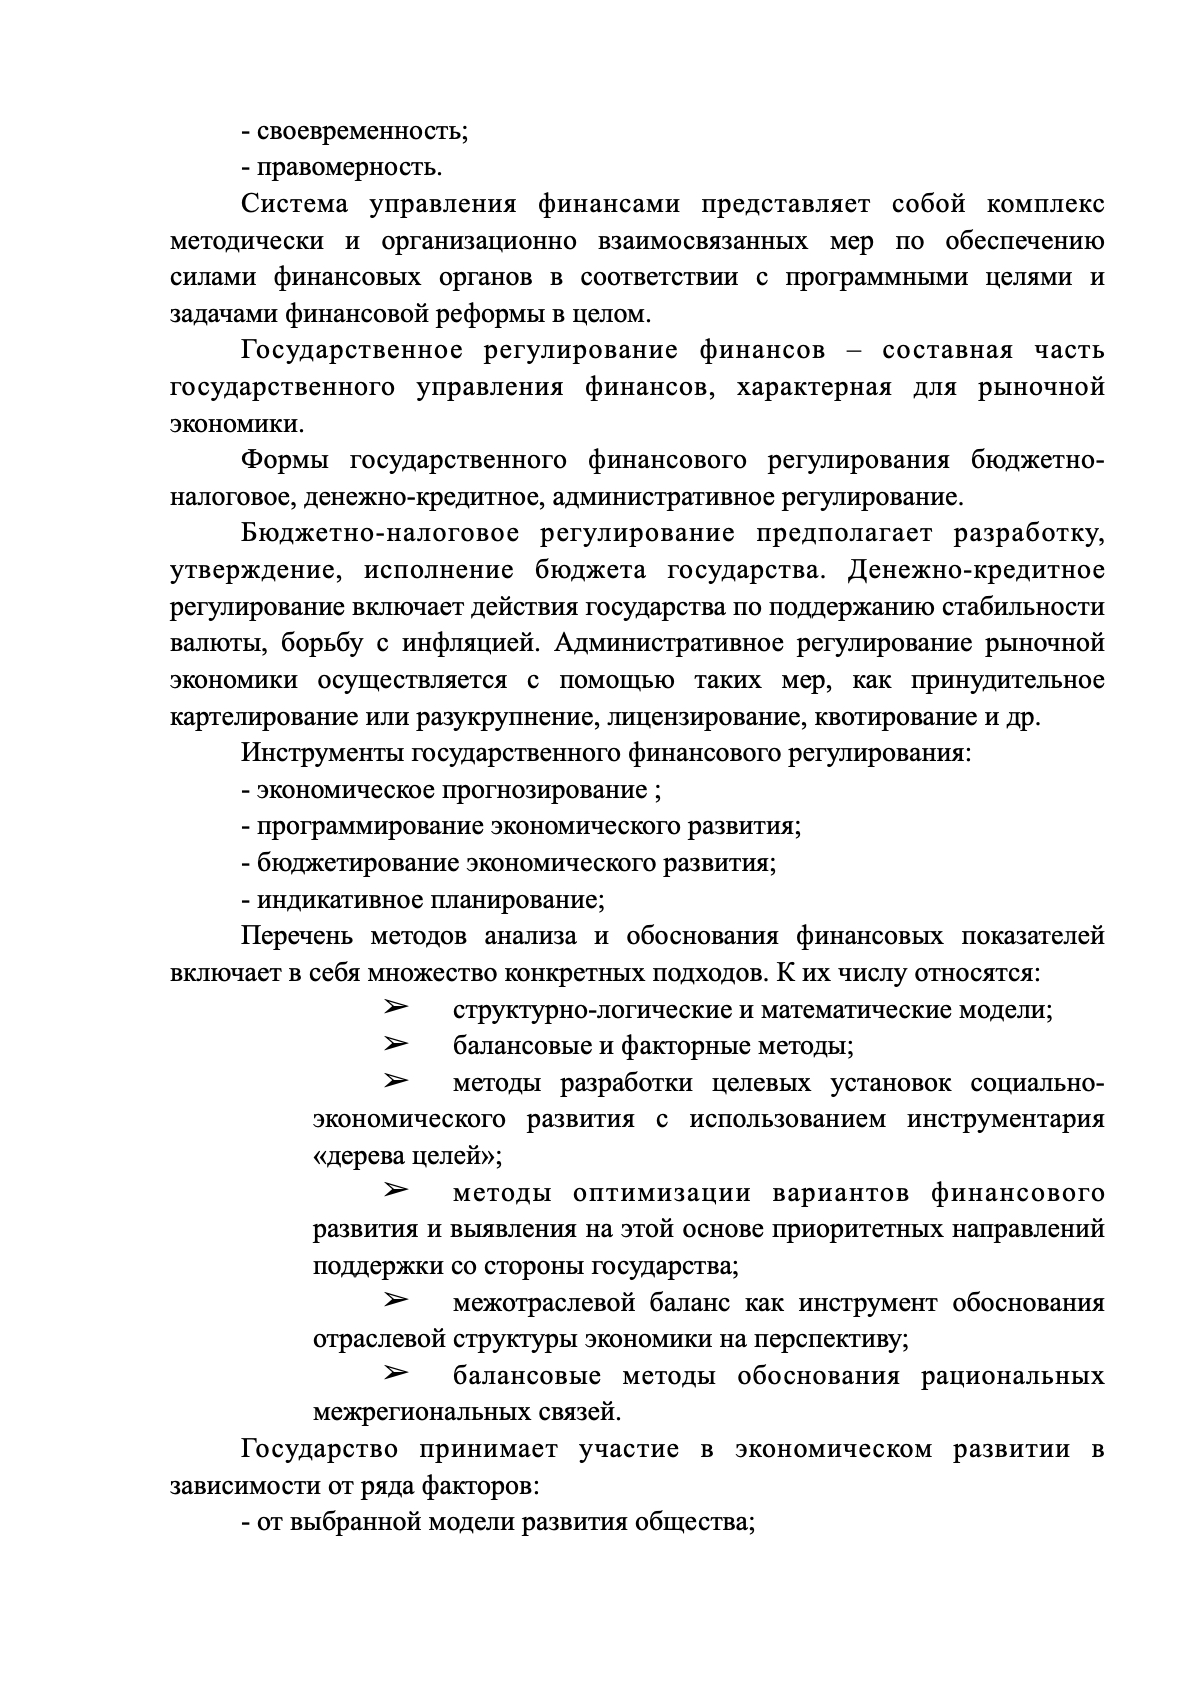 - своевременность;
- правомерность.
Система управления финансами представляет собой комплекс
методически и организационно взаимосвязанных мер по обеспечению
силами финансовых органов в соответствии с программными целями и
задачами финансовой реформы в целом.
Государственное регулирование финансов – составная часть
государственного управления финансов, характерная для рыночной
экономики.
Формы государственного финансового регулирования бюджетно-
налоговое, денежно-кредитное, административное регулирование.
Бюджетно-налоговое регулирование предполагает разработку,
утверждение, исполнение бюджета государства. Денежно-кредитное
регулирование включает действия государства по поддержанию стабильности
валюты, борьбу с инфляцией. Административное регулирование рыночной
экономики осуществляется с помощью таких мер, как принудительное
картелирование или разукрупнение, лицензирование, квотирование и др.
Инструменты государственного финансового регулирования:
- экономическое прогнозирование ;
- программирование экономического развития;
- бюджетирование экономического развития;
- индикативное планирование;
Перечень методов анализа и обоснования финансовых показателей
включает в себя множество конкретных подходов. К их числу относятся:
➢ структурно-логические и математические модели;
➢ балансовые и факторные методы;
➢ методы разработки целевых установок социально-
экономического развития с использованием инструментария
«дерева целей»;
➢ методы оптимизации вариантов финансового
развития и выявления на этой основе приоритетных направлений
поддержки со стороны государства;
➢ межотраслевой баланс как инструмент обоснования
отраслевой структуры экономики на перспективу;
➢ балансовые методы обоснования рациональных
межрегиональных связей.
Государство принимает участие в экономическом развитии в
зависимости от ряда факторов:
- от выбранной модели развития общества;